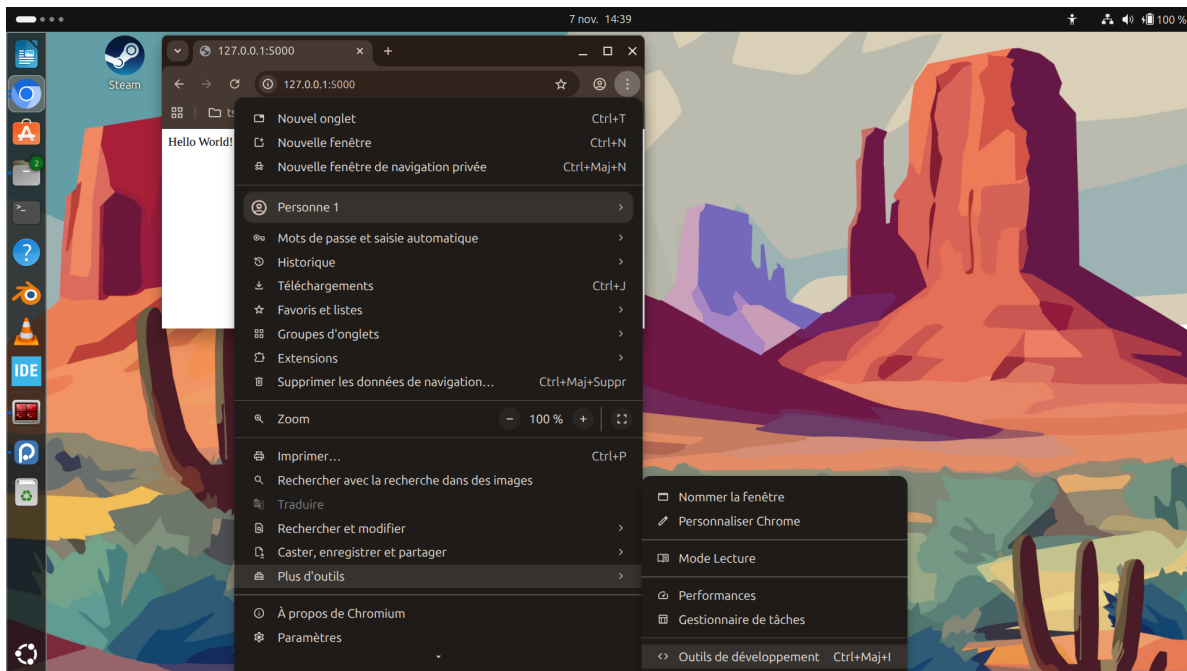 7 nov. 14:39
100 %
Steam
127.0.0.1:5000
127.0.0.1:5000
Hello World!
Nouvel onglet Ctrl+T
Nouvelle fenêtre Ctrl+N
Nouvelle fenêtre de navigation privée Ctrl+Maj+N
Personne 1
Mots de passe et saisie automatique
Historique
Téléchargements Ctrl+J
Favoris et listes
Groupes d'onglets
Extensions
Supprimer les données de navigation… Ctrl+Maj+Suppr
Zoom − 100 % +
Imprimer… Ctrl+P
Rechercher avec la recherche dans des images
Traduire
Rechercher et modifier
Caster, enregistrer et partager
Plus d'outils
À propos de Chromium
Paramètres
Nommer la fenêtre
Personnaliser Chrome
Mode Lecture
Performances
Gestionnaire de tâches
Outils de développement Ctrl+Maj+I
2
IDE